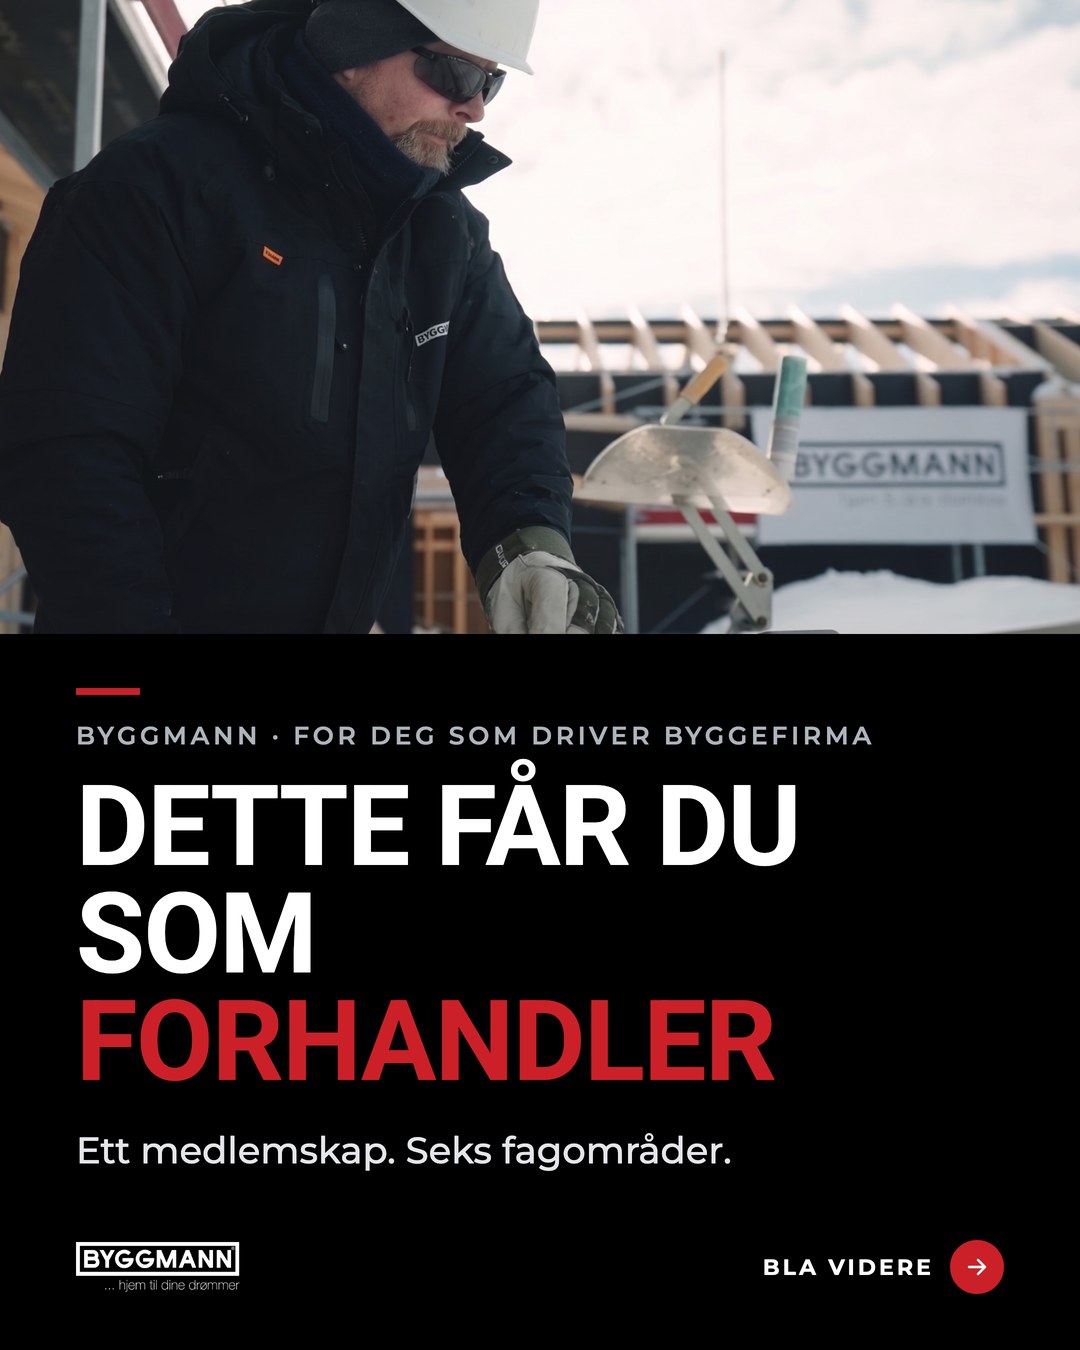 BYGGMANN
BYGGMANN · FOR DEG SOM DRIVER BYGGEFIRMA
DETTE FÅR DU
SOM
FORHANDLER
Ett medlemskap. Seks fagområder.
BYGGMANN
... hjem til dine drømmer
BLA VIDERE